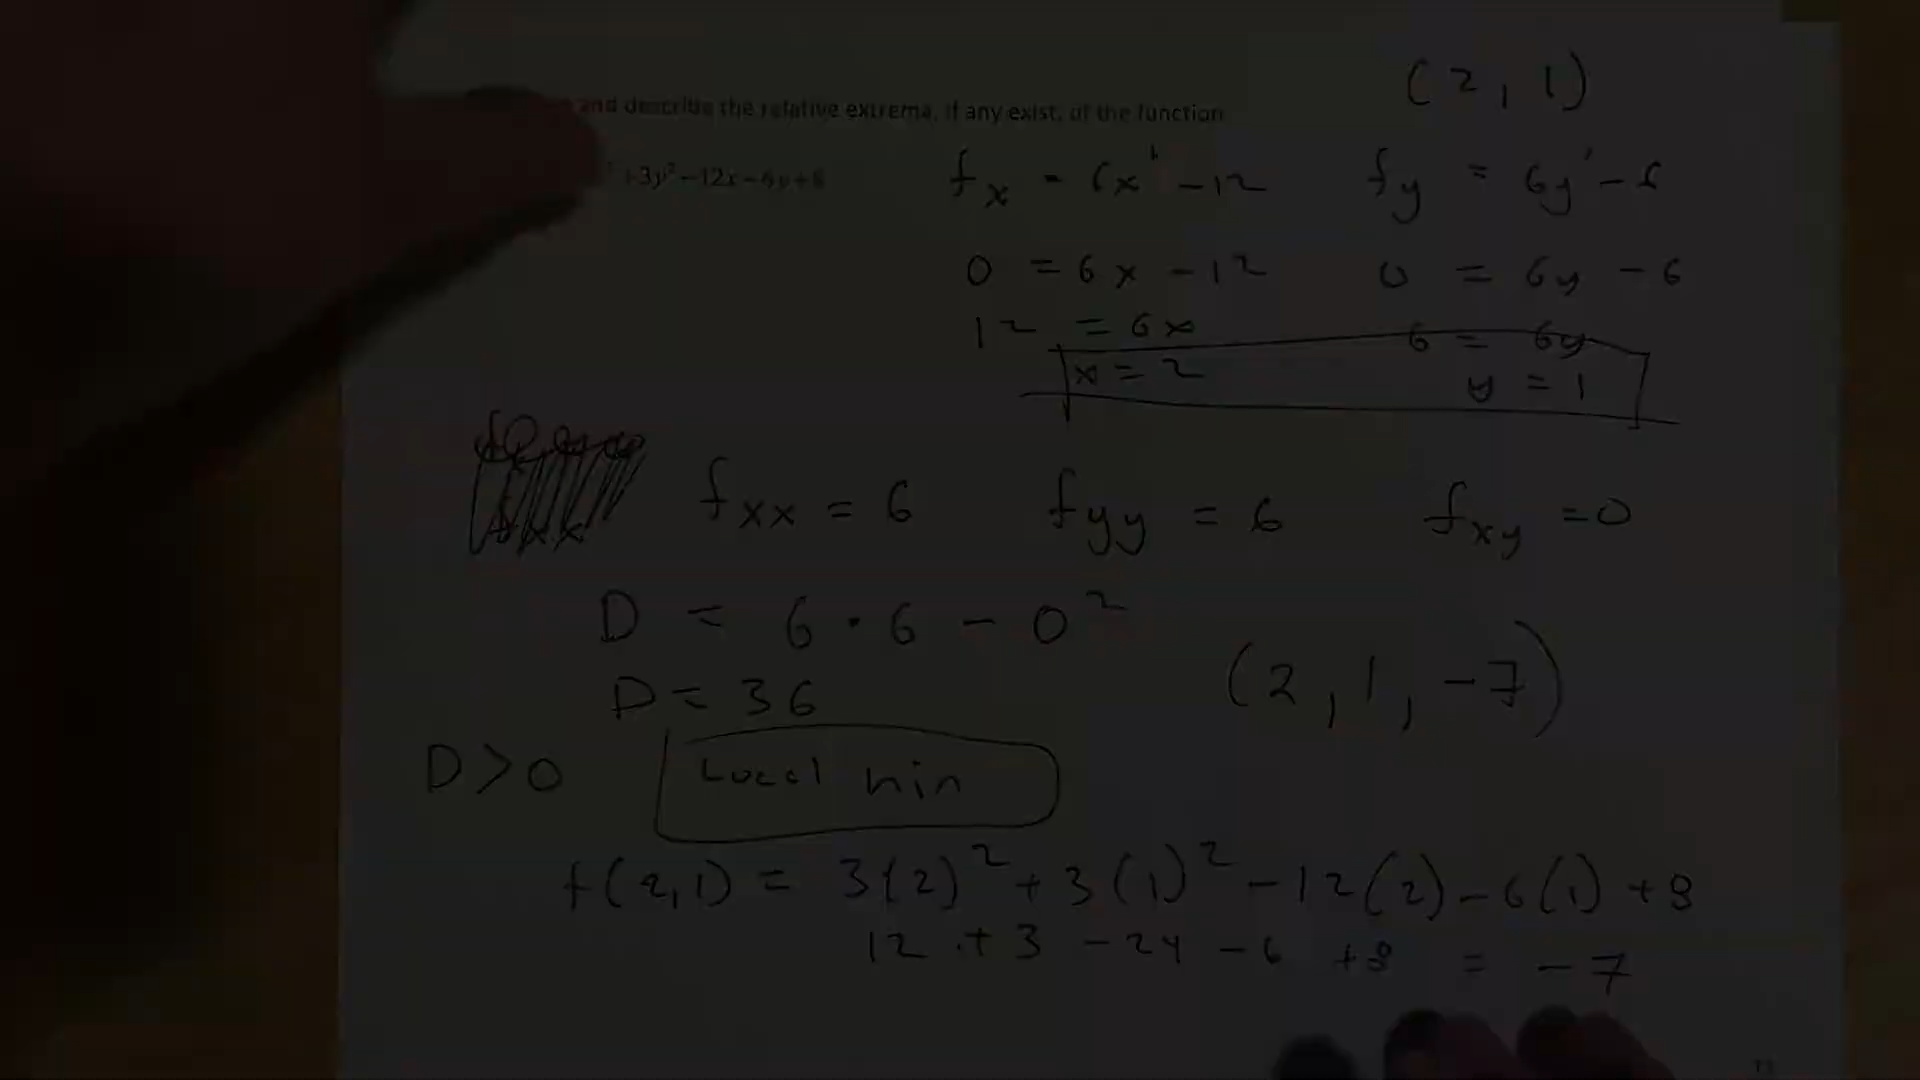 and describe the relative extrema, if any exist, of the function
+3y² −12x −6y +8
(2, 1)
fx = 6x¹ − 12
fy = 6y¹ − 6
0 = 6x − 12
0 = 6y − 6
12 = 6x
6 = 6y
x = 2
y = 1
fxx = 6
fyy = 6
fxy = 0
D = 6 · 6 − 0²
D = 36
(2, 1, −7)
D > 0
Local min
f(2,1) = 3(2)² + 3(1)² − 12(2) − 6(1) + 8
12 + 3 − 24 − 6 + 8 = −7